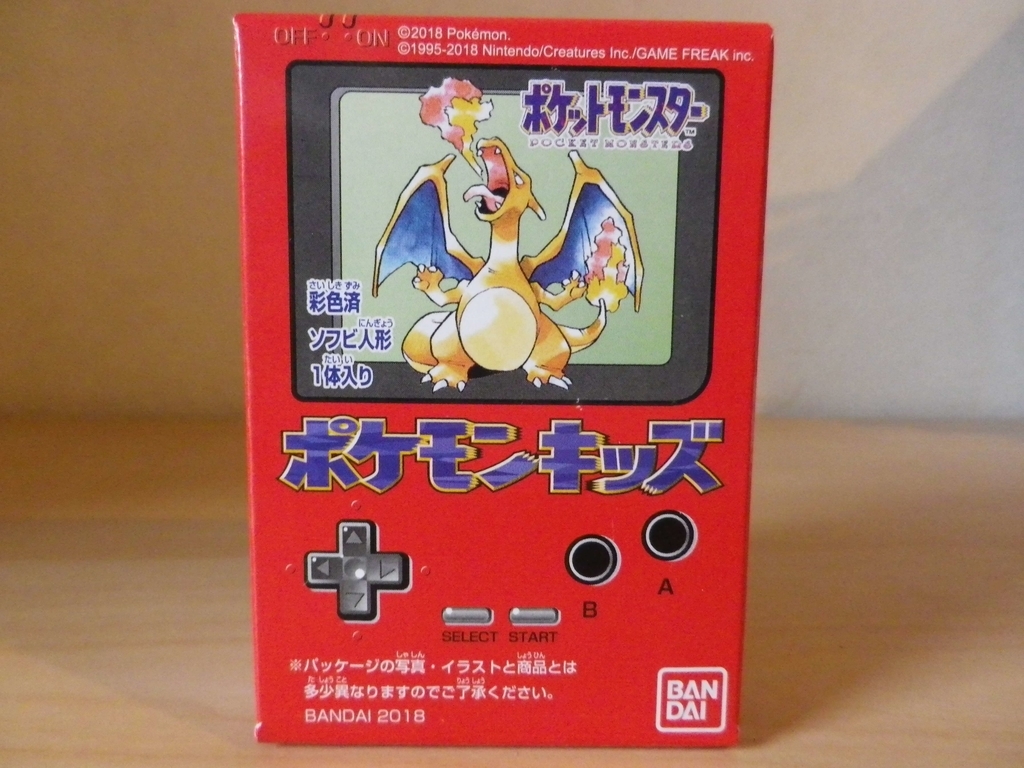 OFF ON
©2018 Pokémon.
©1995-2018 Nintendo/Creatures Inc./GAME FREAK inc.
ポケットモンスター™
POCKET MONSTERS
さいしきずみ
彩色済
にんぎょう
ソフビ人形
たいい
1体入り
ポケモンキッズ
B
A
SELECT START
しゃしん しょうひん
※パッケージの写真・イラストと商品とは
たしょうこと りょうしょう
多少異なりますのでご了承ください。
BANDAI 2018
BAN
DAI